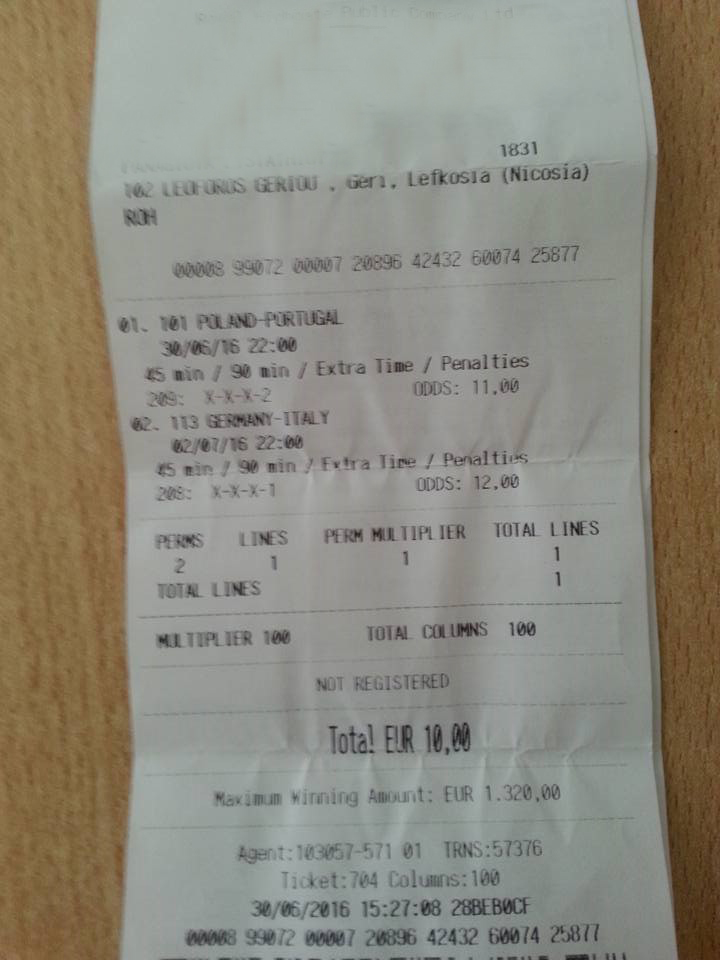 Public Company Ltd
1831
102 LEOFOROS GERIOU , Geri, Lefkosia (Nicosia)
ROH
00008 99072 00007 20896 42432 60074 25877
01. 101 POLAND-PORTUGAL
30/06/16 22:00
45 min / 90 min / Extra Time / Penalties
209: X-X-X-2 ODDS: 11,00
02. 113 GERMANY-ITALY
02/07/16 22:00
45 min / 90 min / Extra Time / Penalties
208: X-X-X-1 ODDS: 12,00
PERMS LINES PERM MULTIPLIER TOTAL LINES
2 1 1 1
TOTAL LINES 1
MULTIPLIER 100 TOTAL COLUMNS 100
NOT REGISTERED
Total EUR 10,00
Maximum Winning Amount: EUR 1.320,00
Agent:103057-571 01 TRNS:57376
Ticket:704 Columns:100
30/06/2016 15:27:08 28BEB0CF
00008 99072 00007 20896 42432 60074 25877